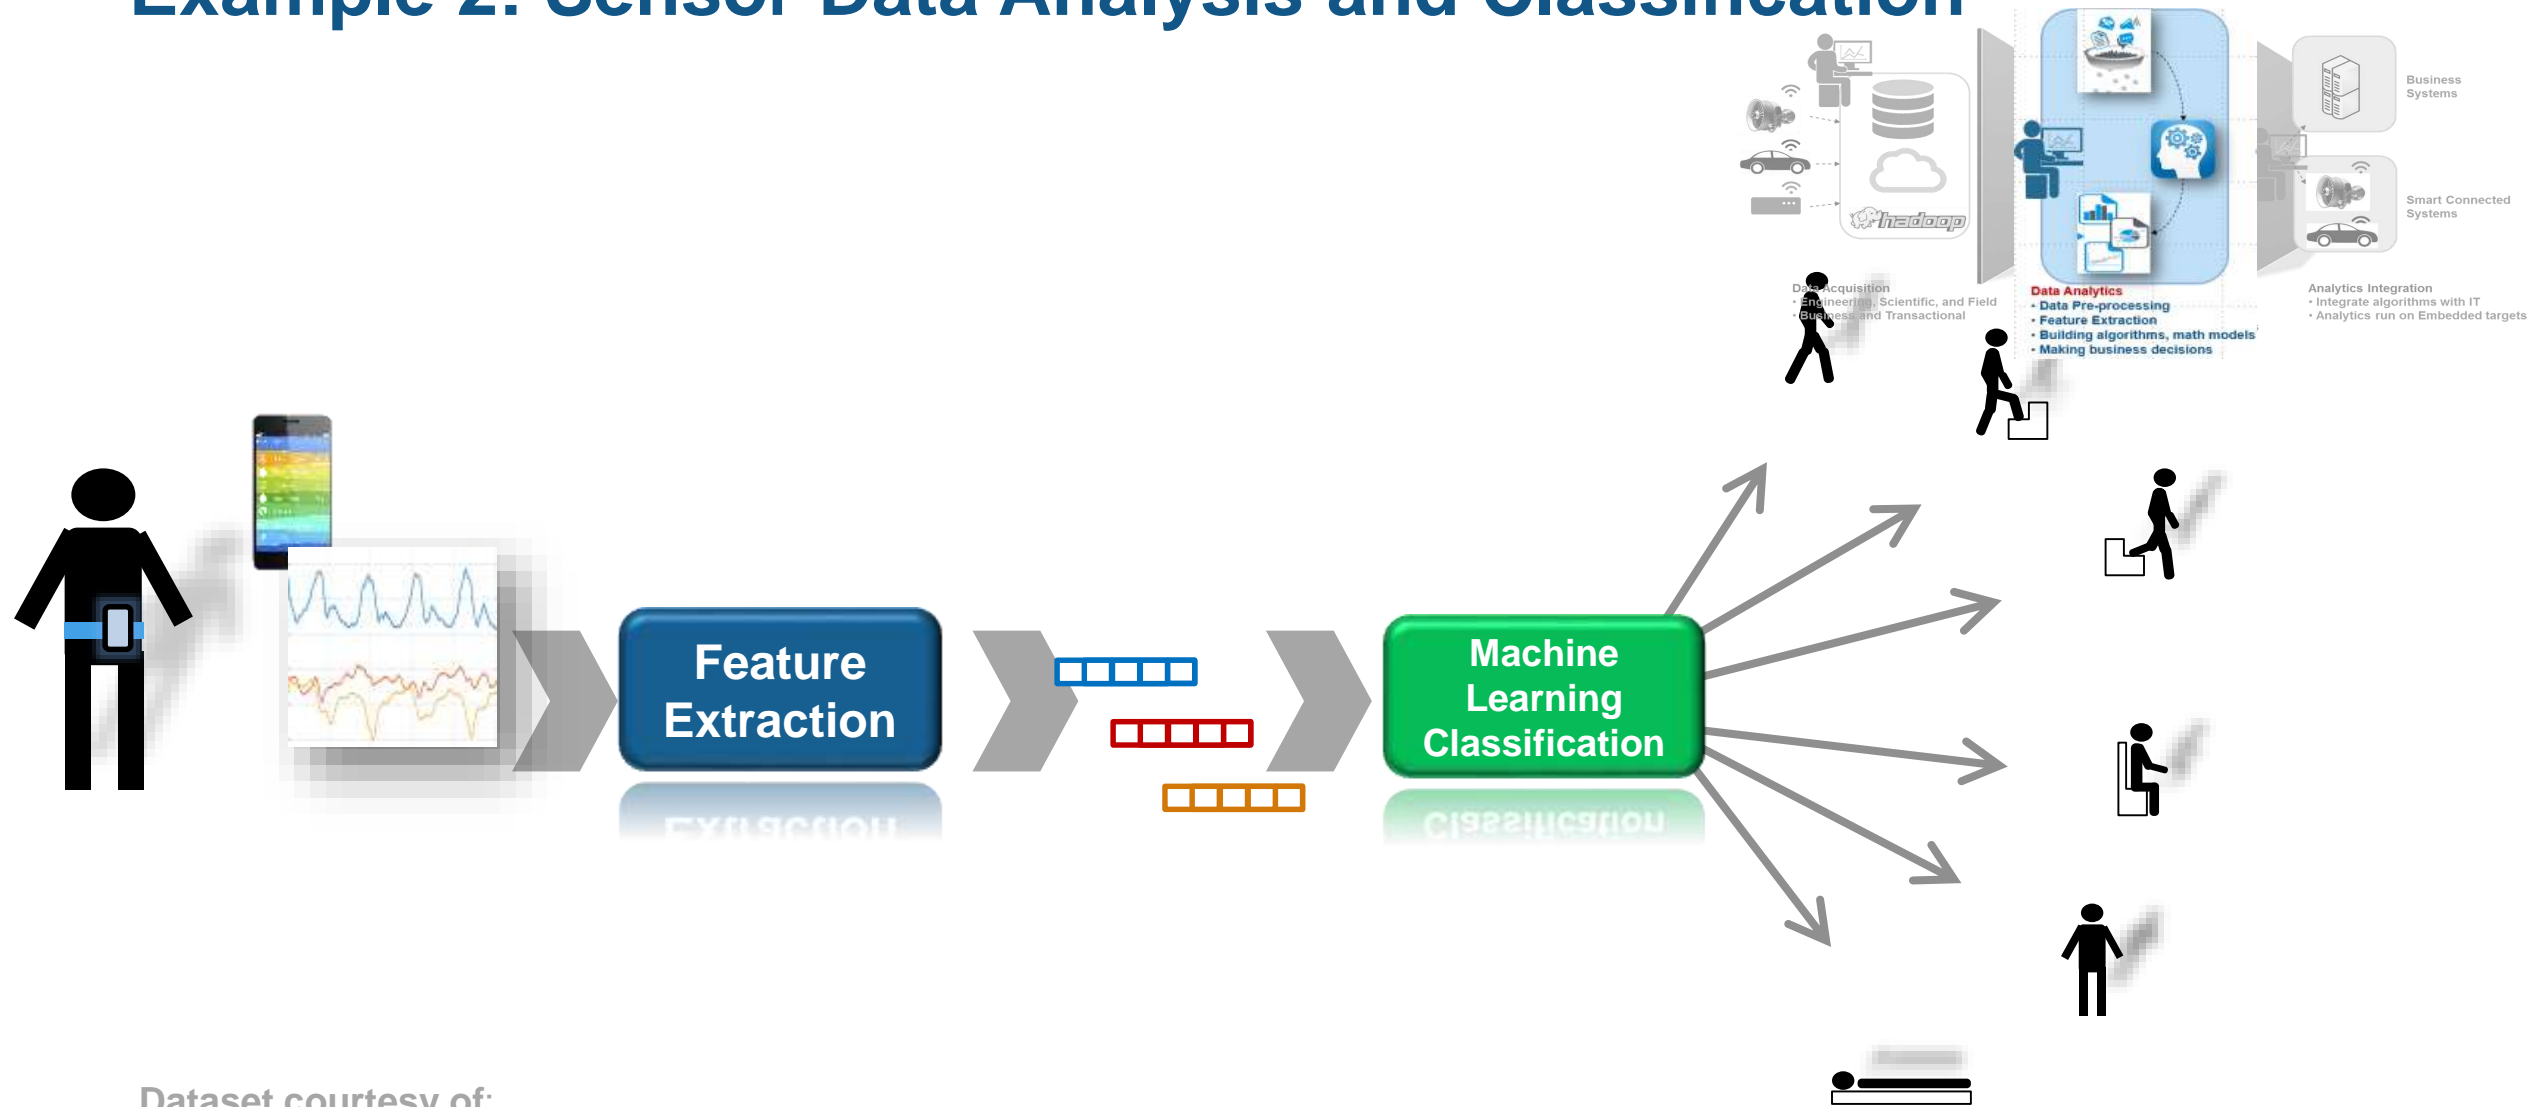 Example 2: Sensor Data Analysis and Classification
Business
Systems
hadoop
Smart Connected
Systems
Data Acquisition
• Engineering, Scientific, and Field
• Business and Transactional
Data Analytics
• Data Pre-processing
• Feature Extraction
• Building algorithms, math models
• Making business decisions
Analytics Integration
• Integrate algorithms with IT
• Analytics run on Embedded targets
Feature
Extraction
Machine
Learning
Classification
Dataset courtesy of: